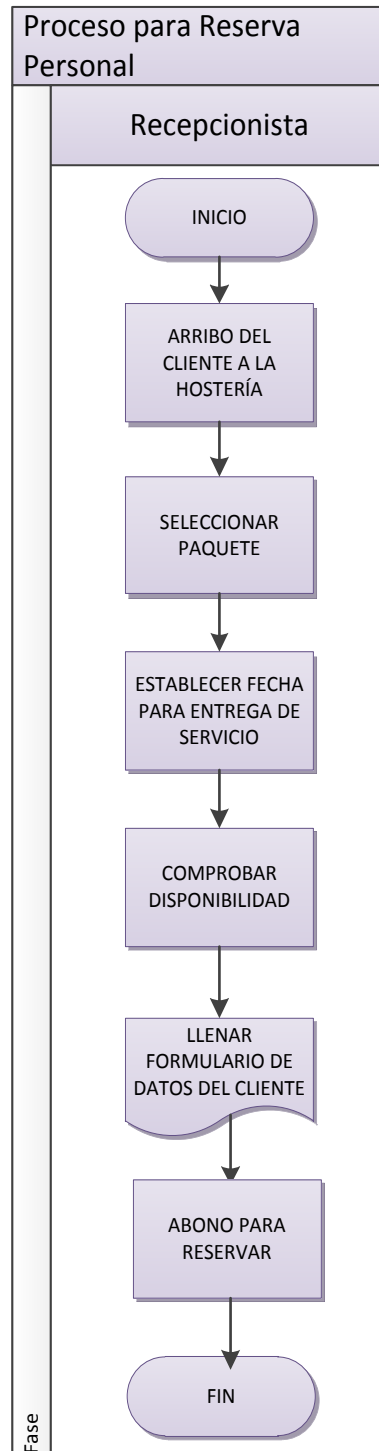 Proceso para Reserva
Personal
Recepcionista
INICIO
ARRIBO DEL
CLIENTE A LA
HOSTERÍA
SELECCIONAR
PAQUETE
ESTABLECER FECHA
PARA ENTREGA DE
SERVICIO
COMPROBAR
DISPONIBILIDAD
LLENAR
FORMULARIO DE
DATOS DEL CLIENTE
ABONO PARA
RESERVAR
FIN
Fase